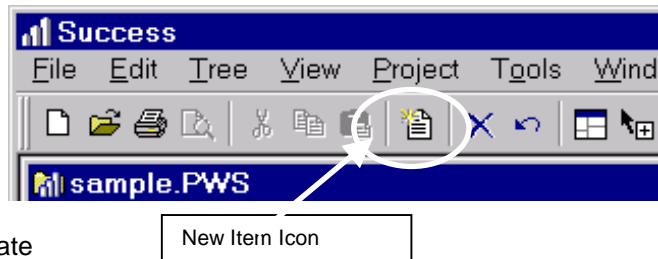 Success
File Edit Tree View Project Tools Wind
sample.PWS
New Item Icon
ate